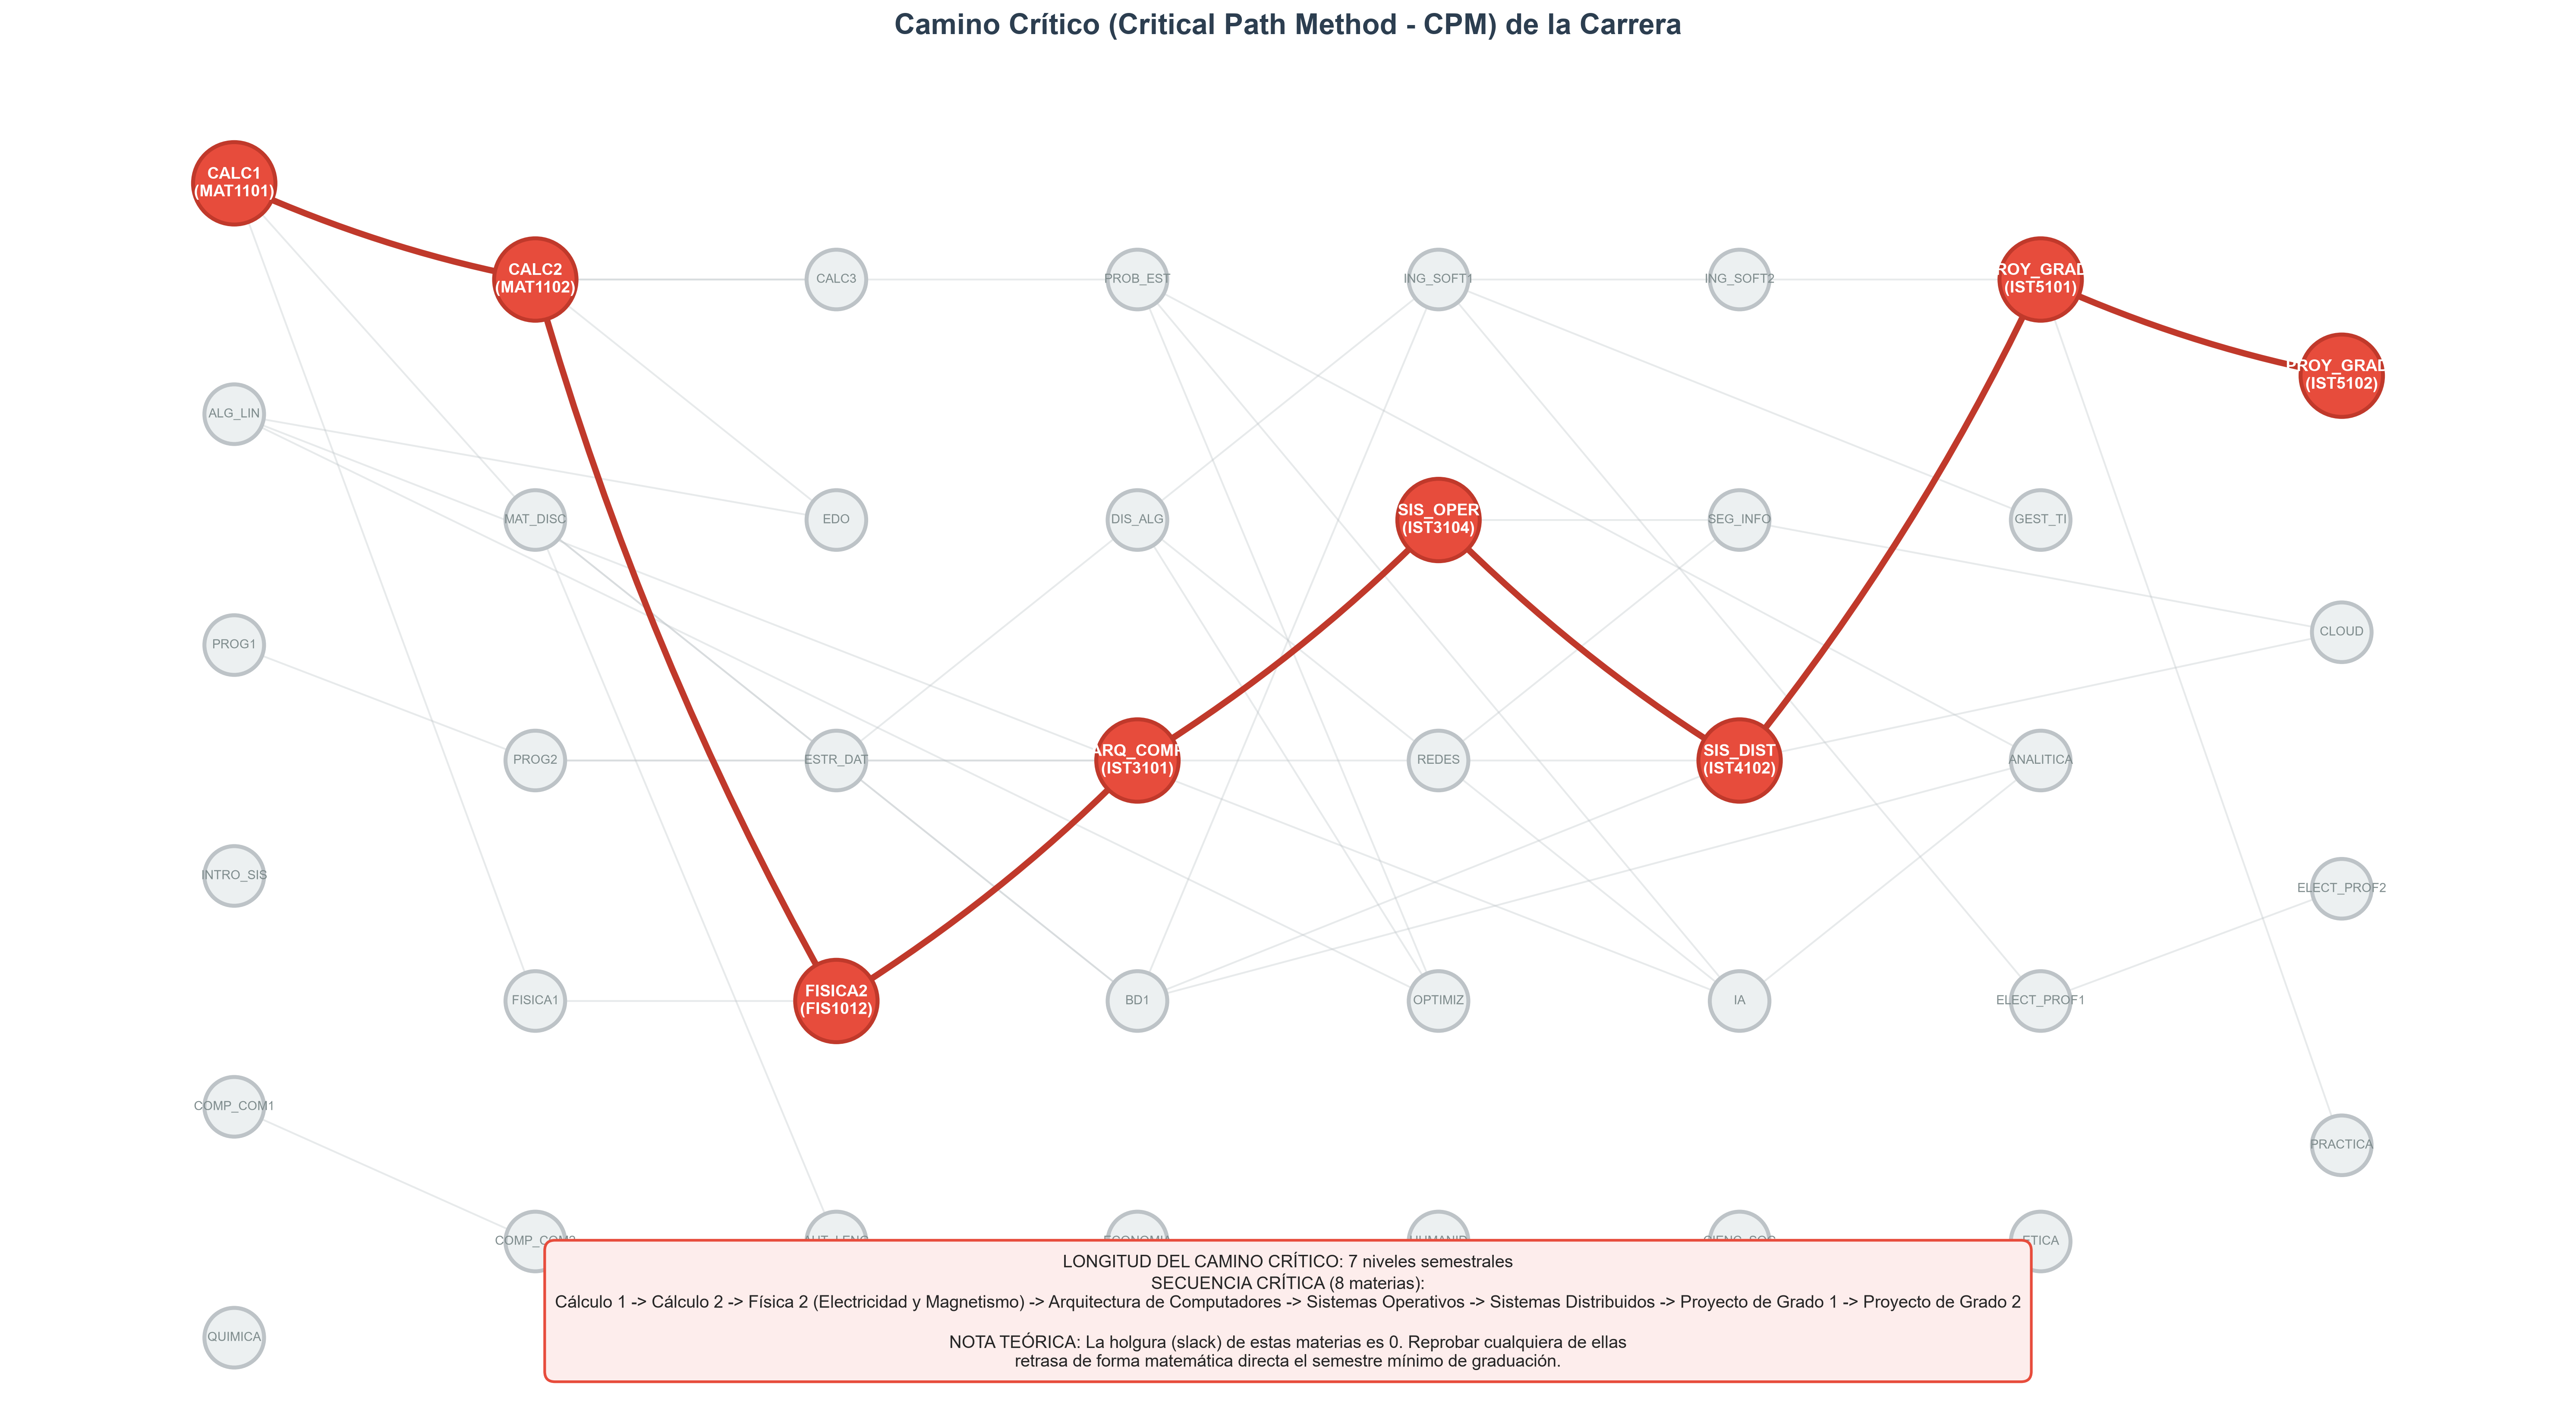 Camino Crítico (Critical Path Method - CPM) de la Carrera
CALC1
(MAT1101)
CALC2
(MAT1102)
CALC3
PROB_EST
ING_SOFT1
ING_SOFT2
ROY_GRAD
(IST5101)
PROY_GRAD
(IST5102)
ALG_LIN
MAT_DISC
EDO
DIS_ALG
SIS_OPER
(IST3104)
SEG_INFO
GEST_TI
PROG1
CLOUD
PROG2
ESTR_DAT
ARQ_COMP
(IST3101)
REDES
SIS_DIST
(IST4102)
ANALITICA
INTRO_SIS
ELECT_PROF2
FISICA1
FISICA2
(FIS1012)
BD1
OPTIMIZ
IA
ELECT_PROF1
COMP_COM1
PRACTICA
ETICA
QUIMICA
LONGITUD DEL CAMINO CRÍTICO: 7 niveles semestrales
SECUENCIA CRÍTICA (8 materias):
Cálculo 1 -> Cálculo 2 -> Física 2 (Electricidad y Magnetismo) -> Arquitectura de Computadores -> Sistemas Operativos -> Sistemas Distribuidos -> Proyecto de Grado 1 -> Proyecto de Grado 2
NOTA TEÓRICA: La holgura (slack) de estas materias es 0. Reprobar cualquiera de ellas
retrasa de forma matemática directa el semestre mínimo de graduación.